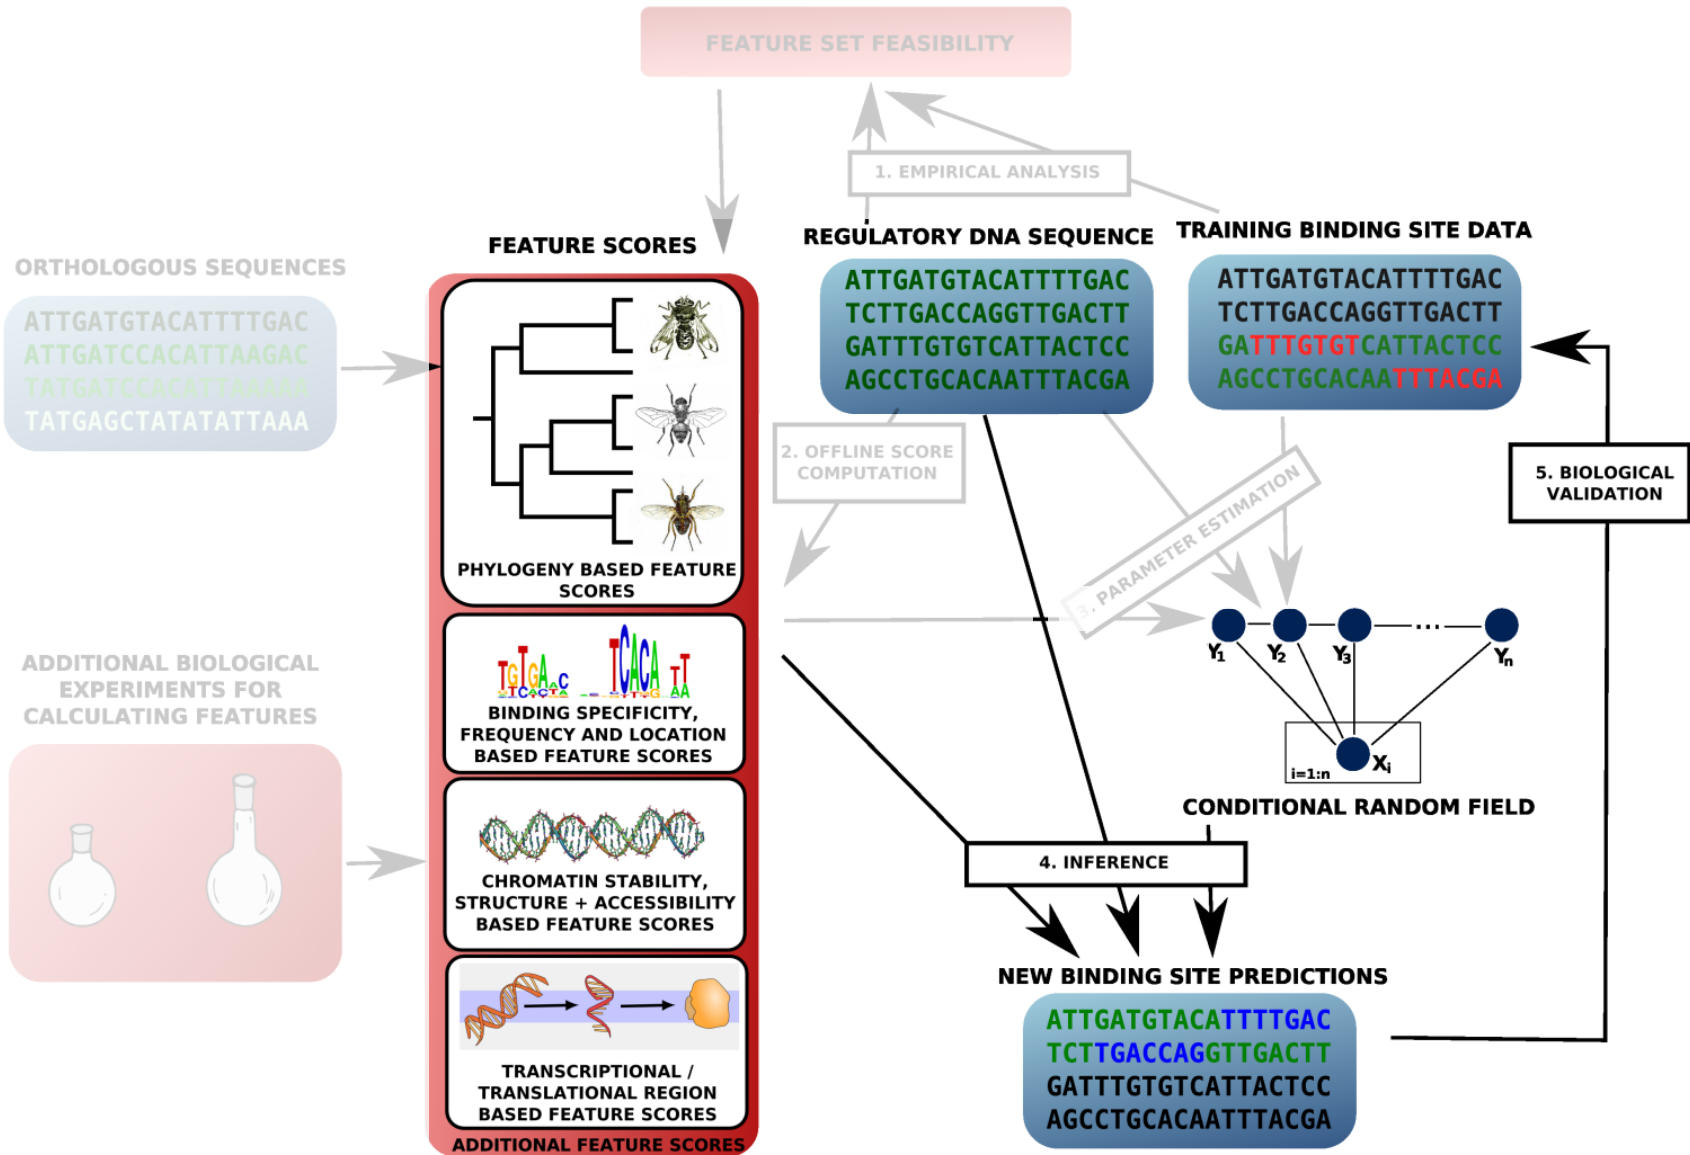 FEATURE SET FEASIBILITY
1. EMPIRICAL ANALYSIS
ORTHOLOGOUS SEQUENCES
ATTGATGTACATTTTGAC
ATTGATCCACATTAAGAC
TATGATCCACATTAAAAA
TATGAGCTATATATTAAA
ADDITIONAL BIOLOGICAL
EXPERIMENTS FOR
CALCULATING FEATURES
FEATURE SCORES
PHYLOGENY BASED FEATURE
SCORES
TGTGA
TCACA
BINDING SPECIFICITY,
FREQUENCY AND LOCATION
BASED FEATURE SCORES
CHROMATIN STABILITY,
STRUCTURE + ACCESSIBILITY
BASED FEATURE SCORES
TRANSCRIPTIONAL /
TRANSLATIONAL REGION
BASED FEATURE SCORES
ADDITIONAL FEATURE SCORES
REGULATORY DNA SEQUENCE
ATTGATGTACATTTTGAC
TCTTGACCAGGTTGACTT
GATTTGTGTCATTACTCC
AGCCTGCACAATTTACGA
TRAINING BINDING SITE DATA
ATTGATGTACATTTTGAC
TCTTGACCAGGTTGACTT
GATTTGTGTCATTACTCC
AGCCTGCACAATTTACGA
2. OFFLINE SCORE
COMPUTATION
3. PARAMETER ESTIMATION
5. BIOLOGICAL
VALIDATION
Y1 Y2 Y3 ... Yn
Xi
i=1:n
CONDITIONAL RANDOM FIELD
4. INFERENCE
NEW BINDING SITE PREDICTIONS
ATTGATGTACATTTTGAC
TCTTGACCAGGTTGACTT
GATTTGTGTCATTACTCC
AGCCTGCACAATTTACGA